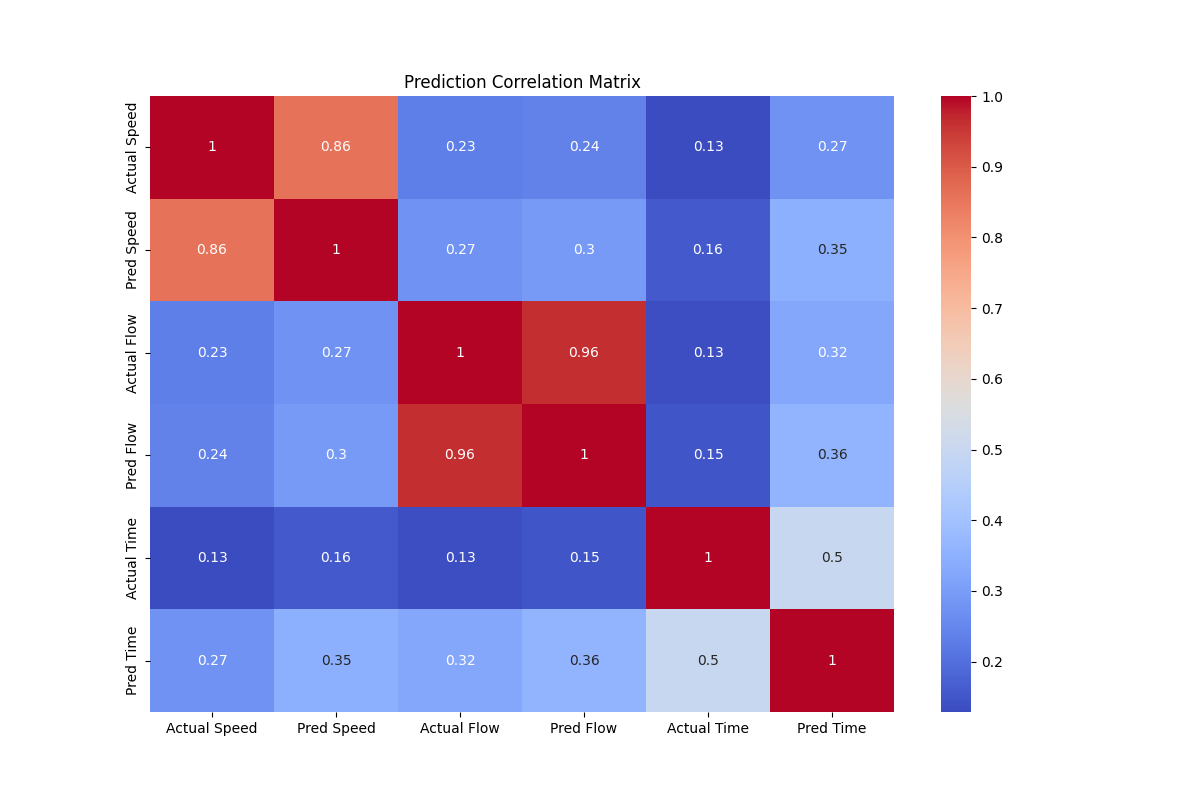 Prediction Correlation Matrix
Actual Speed 1 0.86 0.23 0.24 0.13 0.27
Pred Speed 0.86 1 0.27 0.3 0.16 0.35
Actual Flow 0.23 0.27 1 0.96 0.13 0.32
Pred Flow 0.24 0.3 0.96 1 0.15 0.36
Actual Time 0.13 0.16 0.13 0.15 1 0.5
Pred Time 0.27 0.35 0.32 0.36 0.5 1
Actual Speed Pred Speed Actual Flow Pred Flow Actual Time Pred Time
1.0
0.9
0.8
0.7
0.6
0.5
0.4
0.3
0.2